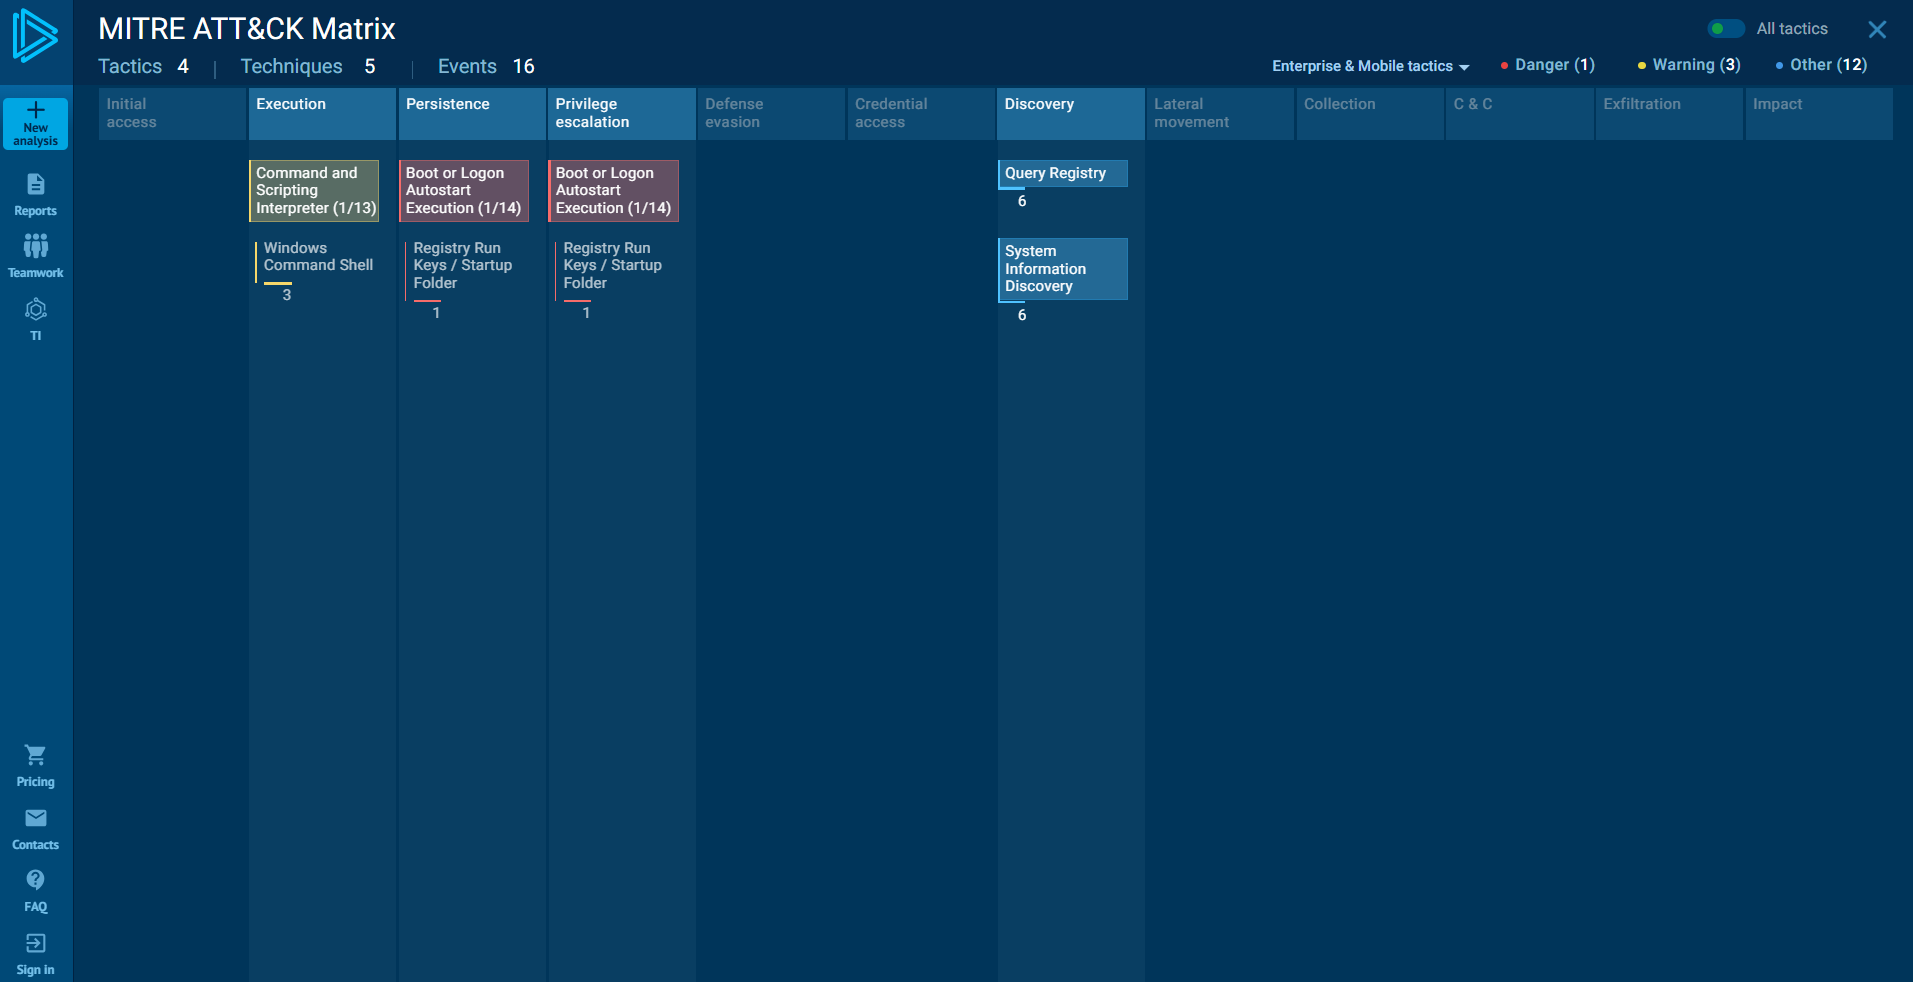 MITRE ATT&CK Matrix
All tactics
Tactics 4 | Techniques 5 | Events 16
Enterprise & Mobile tactics
Danger (1)
Warning (3)
Other (12)
New
analysis
Reports
Teamwork
TI
Pricing
Contacts
FAQ
Sign in
Initial
access
Execution
Persistence
Privilege
escalation
Defense
evasion
Credential
access
Discovery
Lateral
movement
Collection
C & C
Exfiltration
Impact
Command and
Scripting
Interpreter (1/13)
Windows
Command Shell
3
Boot or Logon
Autostart
Execution (1/14)
Registry Run
Keys / Startup
Folder
1
Boot or Logon
Autostart
Execution (1/14)
Registry Run
Keys / Startup
Folder
1
Query Registry
6
System
Information
Discovery
6